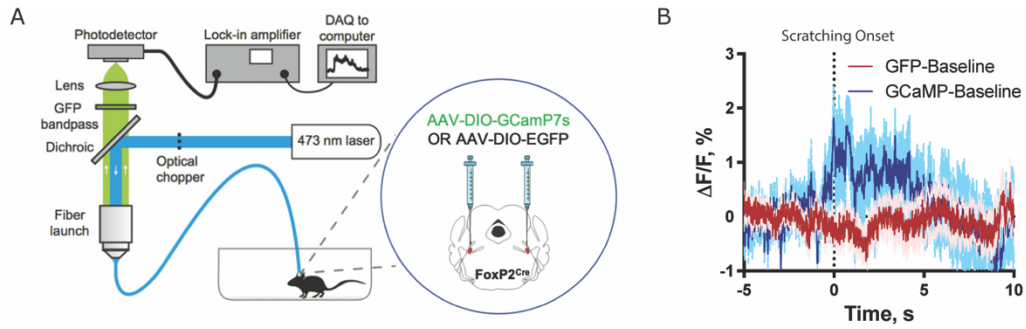 A
Photodetector
Lock-in amplifier
DAQ to
computer
Lens
GFP
bandpass
Dichroic
Optical
chopper
473 nm laser
Fiber
launch
AAV-DIO-GCamP7s
OR AAV-DIO-EGFP
FoxP2Cre
B
Scratching Onset
GFP-Baseline
GCaMP-Baseline
ΔF/F, %
3
2
1
0
-1
-5
0
5
10
Time, s